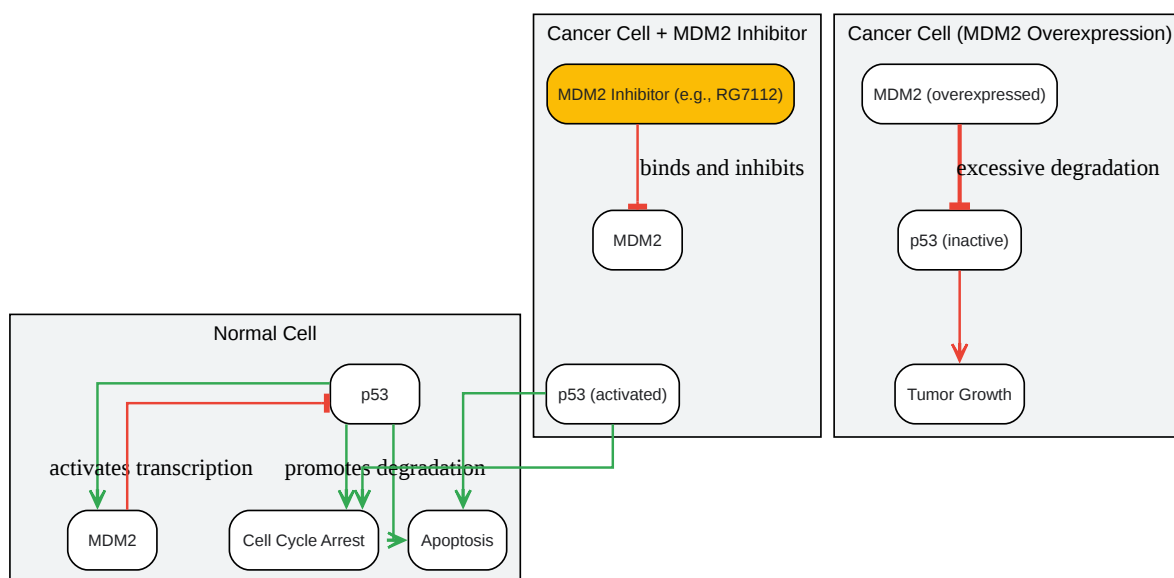 Cancer Cell + MDM2 Inhibitor
Cancer Cell (MDM2 Overexpression)
MDM2 Inhibitor (e.g., RG7112)
MDM2 (overexpressed)
binds and inhibits
excessive degradation
MDM2
p53 (inactive)
Normal Cell
p53
p53 (activated)
Tumor Growth
activates transcription
promotes degradation
MDM2
Cell Cycle Arrest
Apoptosis